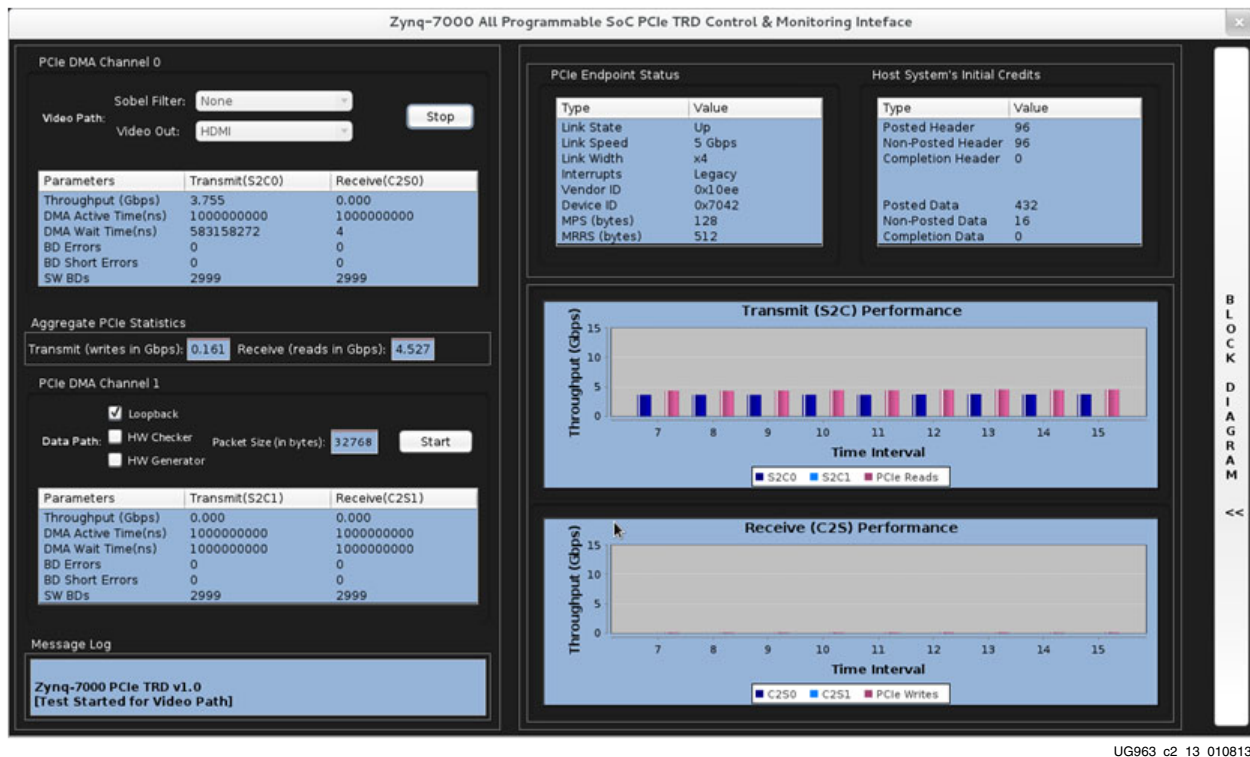 Zynq-7000 All Programmable SoC PCIe TRD Control & Monitoring Inteface
PCIe DMA Channel 0
Sobel Filter: None
Video Path:
Stop
Video Out: HDMI
Parameters Transmit(S2C0) Receive(C2S0)
Throughput (Gbps) 3.755 0.000
DMA Active Time(ns) 1000000000 1000000000
DMA Wait Time(ns) 583158272 4
BD Errors 0 0
BD Short Errors 0 0
SW BDs 2999 2999
Aggregate PCIe Statistics
Transmit (writes in Gbps): 0.161 Receive (reads in Gbps): 4.527
PCIe DMA Channel 1
Loopback
Data Path: HW Checker Packet Size (in bytes): 32768 Start
HW Generator
Parameters Transmit(S2C1) Receive(C2S1)
Throughput (Gbps) 0.000 0.000
DMA Active Time(ns) 1000000000 1000000000
DMA Wait Time(ns) 1000000000 1000000000
BD Errors 0 0
BD Short Errors 0 0
SW BDs 2999 2999
Message Log
Zynq-7000 PCIe TRD v1.0
[Test Started for Video Path]
PCIe Endpoint Status
Type Value
Link State Up
Link Speed 5 Gbps
Link Width x4
Interrupts Legacy
Vendor ID 0x10ee
Device ID 0x7042
MPS (bytes) 128
MRRS (bytes) 512
Host System's Initial Credits
Type Value
Posted Header 96
Non-Posted Header 96
Completion Header 0
Posted Data 432
Non-Posted Data 16
Completion Data 0
Transmit (S2C) Performance
Throughput (Gbps)
15
10
5
0
7 8 9 10 11 12 13 14 15
Time Interval
S2C0 S2C1 PCIe Reads
Receive (C2S) Performance
Throughput (Gbps)
15
10
5
0
7 8 9 10 11 12 13 14 15
Time Interval
C2S0 C2S1 PCIe Writes
BLOCK DIAGRAM <<
UG963_c2_13_010813